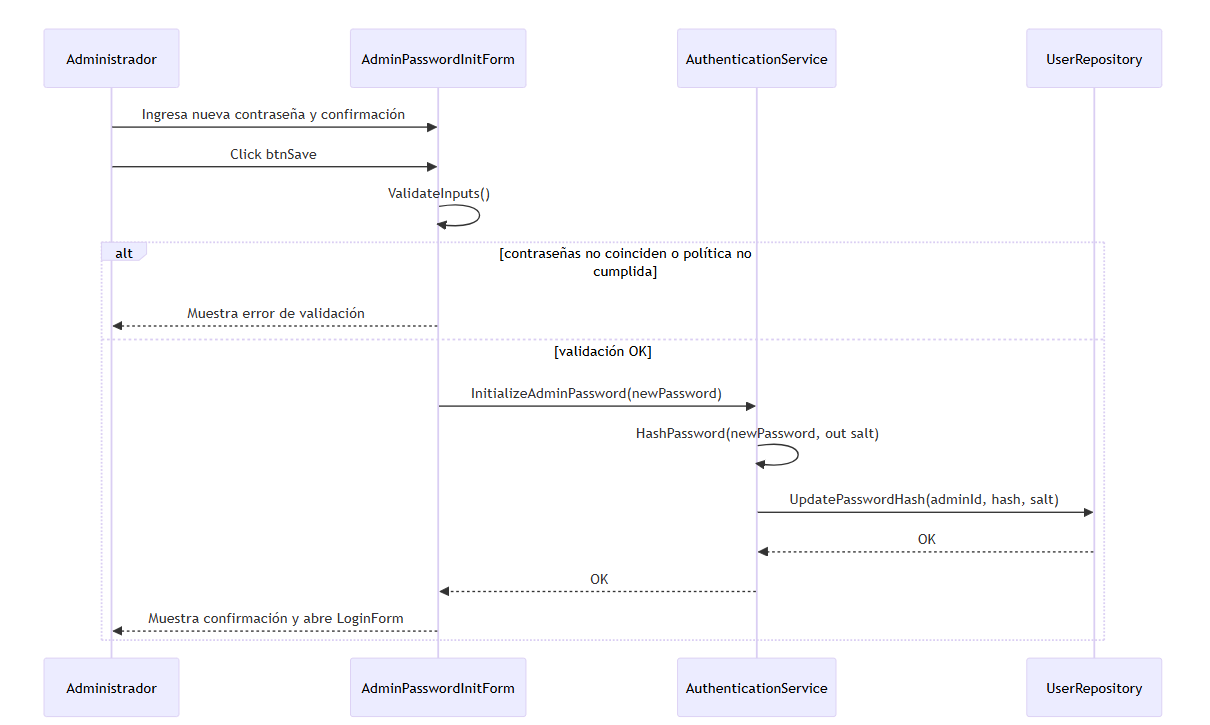 Administrador
AdminPasswordInitForm
AuthenticationService
UserRepository
Ingresa nueva contraseña y confirmación
Click btnSave
ValidateInputs()
alt
[contraseñas no coinciden o política no
cumplida]
Muestra error de validación
[validación OK]
InitializeAdminPassword(newPassword)
HashPassword(newPassword, out salt)
UpdatePasswordHash(adminId, hash, salt)
OK
OK
Muestra confirmación y abre LoginForm
Administrador
AdminPasswordInitForm
AuthenticationService
UserRepository